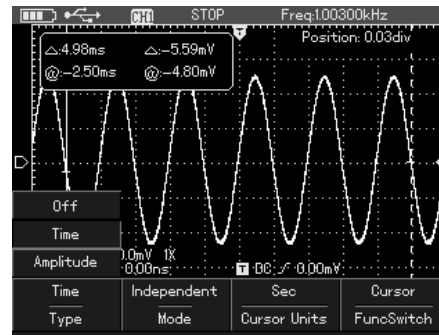 CH1 STOP Freq:1.00300kHz
Position: 0.03div
△:4.98ms △:-5.59mV
@:-2.50ms @:-4.80mV
Off
Time
Amplitude
0mV 1X
0.00ns T DC 0.00mV
Time Independent Sec Cursor
Type Mode Cursor Units FuncSwitch